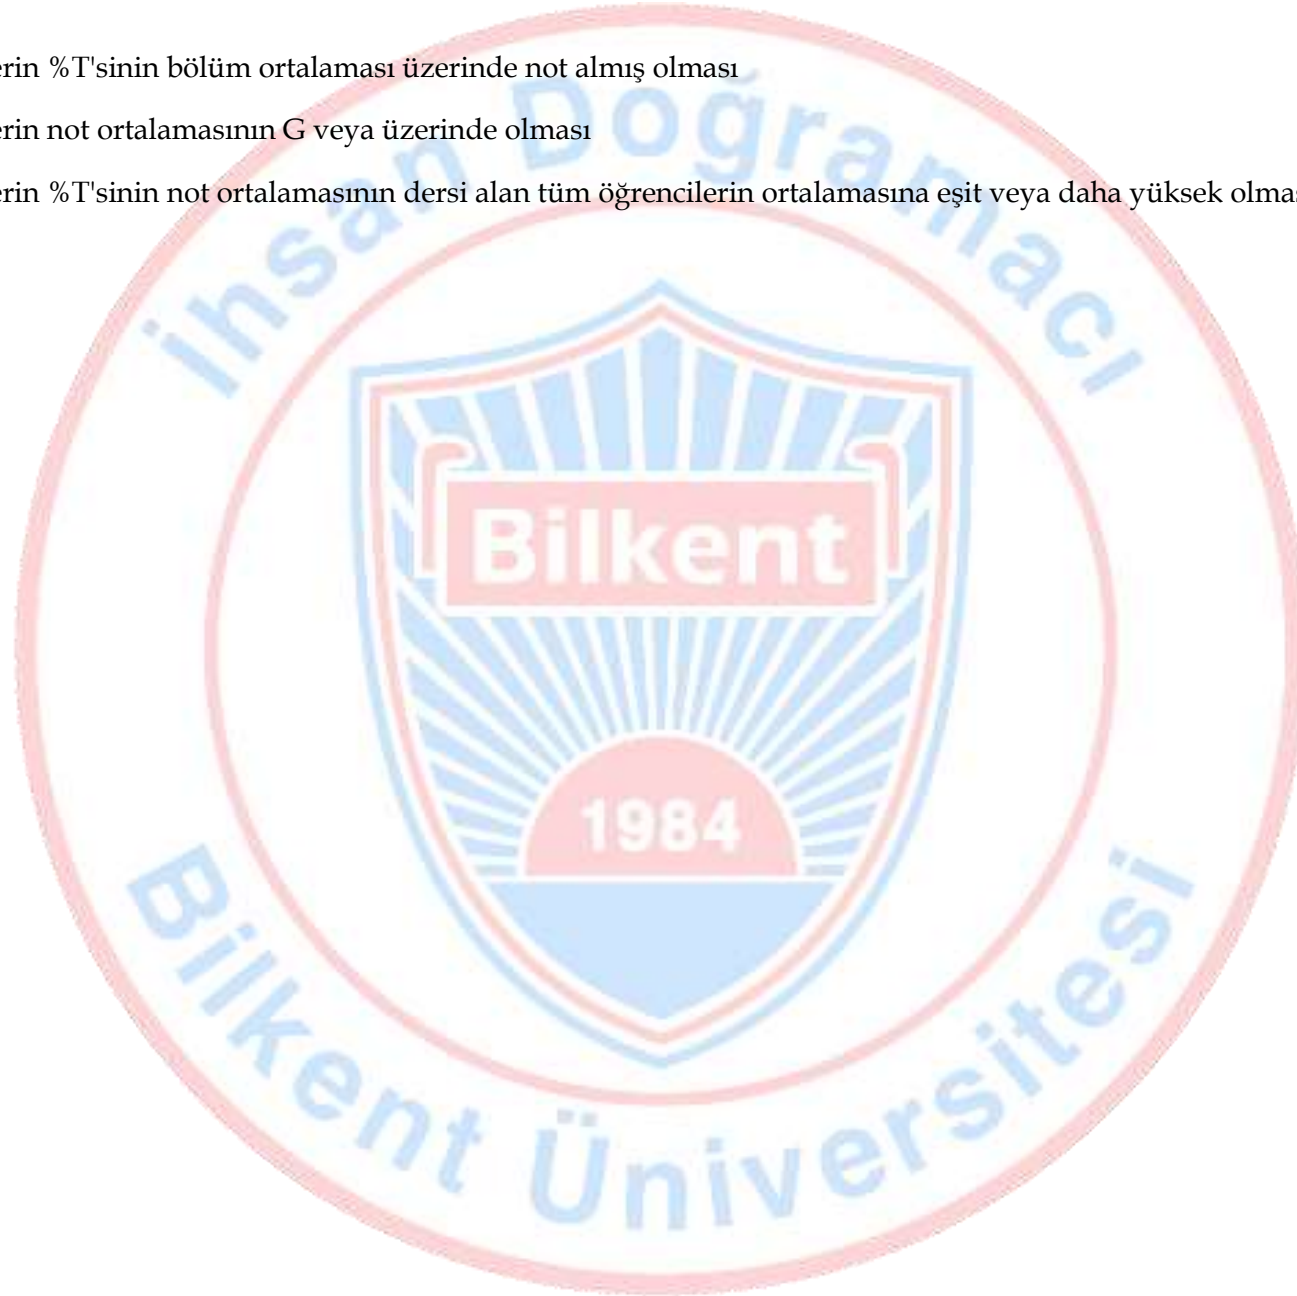 erin %T'sinin bölüm ortalaması üzerinde not almış olması
erin not ortalamasının G veya üzerinde olması
erin %T'sinin not ortalamasının dersi alan tüm öğrencilerin ortalamasına eşit veya daha yüksek olmas
İhsan Doğramacı
Bilkent
1984
Bilkent Üniversitesi